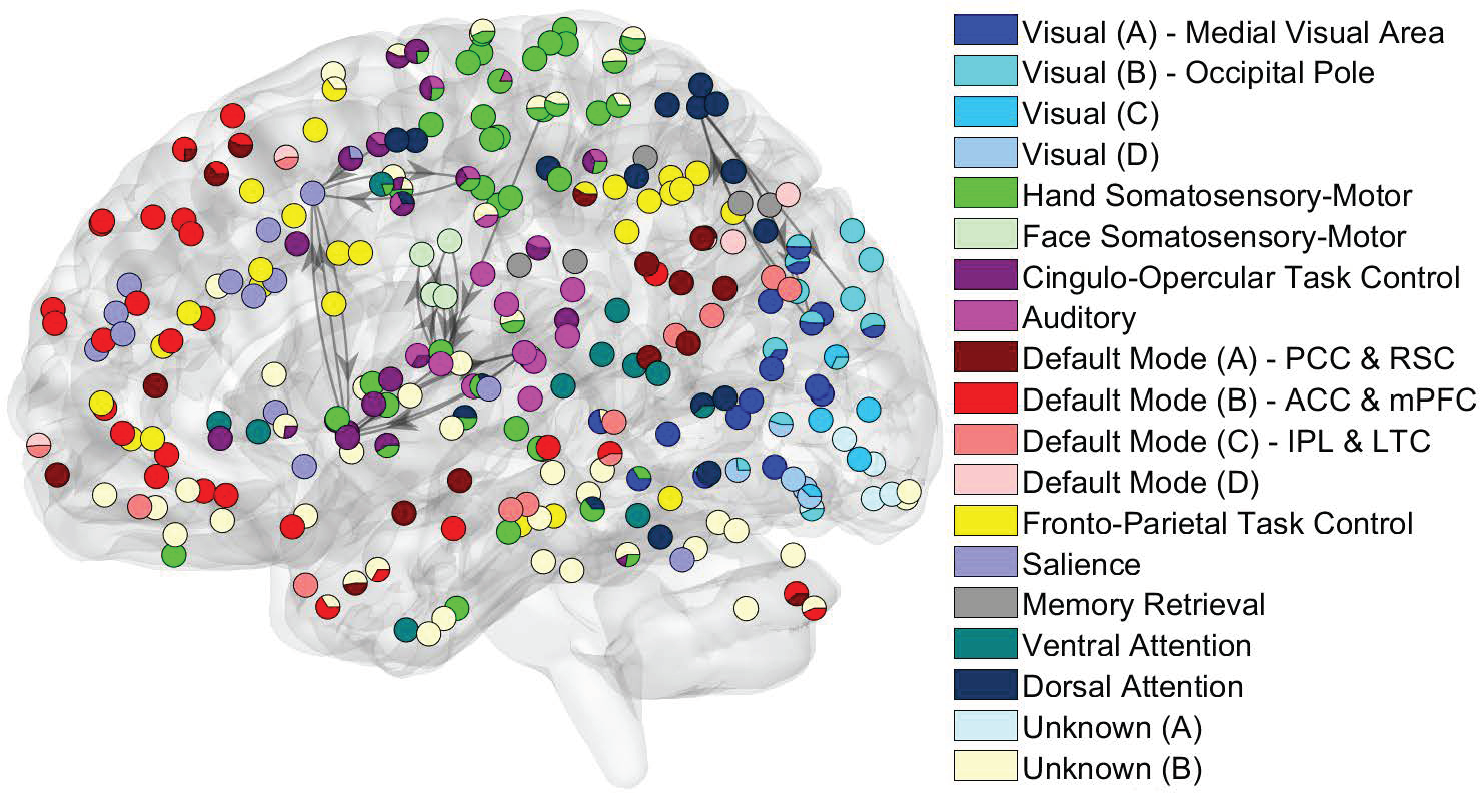 Visual (A) - Medial Visual Area
Visual (B) - Occipital Pole
Visual (C)
Visual (D)
Hand Somatosensory-Motor
Face Somatosensory-Motor
Cingulo-Opercular Task Control
Auditory
Default Mode (A) - PCC & RSC
Default Mode (B) - ACC & mPFC
Default Mode (C) - IPL & LTC
Default Mode (D)
Fronto-Parietal Task Control
Salience
Memory Retrieval
Ventral Attention
Dorsal Attention
Unknown (A)
Unknown (B)